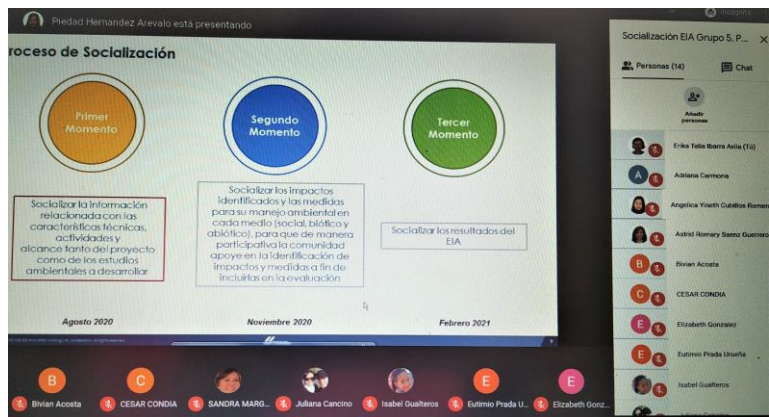 Piedad Hernandez Arevalo está presentando
roceso de Socialización
Primer
Momento
Segundo
Momento
Tercer
Momento
Socializar la información
relacionada con las
características técnicas,
actividades y
alcance tanto del proyecto
como de los estudios
ambientales a desarrollar
Socializar los impactos
identificados y las medidas
para su manejo ambiental en
cada medio (social, biótico y
abiótico), para que de manera
participativa la comunidad
apoye en la identificación de
impactos y medidas a fin de
incluirlas en la evaluación
Socializar los resultados del
EIA
Agosto 2020
Noviembre 2020
Febrero 2021
Socialización EIA Grupo 5. P...
Personas (14)
Chat
Añadir
personas
Erika Telio Ibarra Avila (Tú)
A
Adriana Carmona
Angelica Yiseth Cubillos Romero
Astrid Romary Saenz Guerrero
B
Bivian Acosta
C
CESAR CONDIA
E
Elizabeth Gonzalez
E
Eutimio Prada Urueña
Isabel Gualteros
B
Bivian Acosta
C
CESAR CONDIA
SANDRA MARG...
Juliana Cancino
Isabel Gualteros
E
Eutimio Prada U...
E
Elizabeth Gonz...